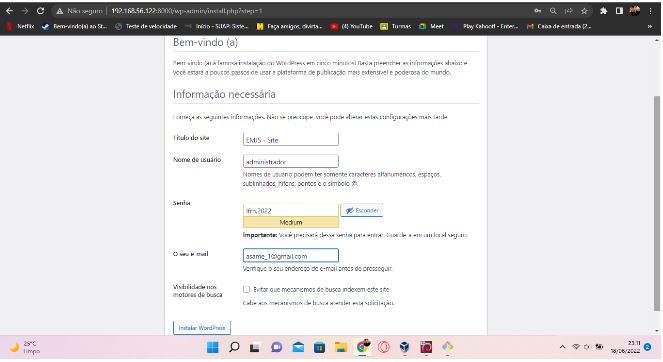 Não seguro | 192.168.56.122:8000/wp-admin/install.php?step=1
Netflix
Bem-vindo(a) ao St...
Teste de velocidade
Início - SUAP: Siste...
Faça amigos, divirta...
(4) YouTube
Turmas
Meet
Play Kahoot! - Enter...
Caixa de entrada (2...
Bem-vindo (a)
Bem-vindo (a) à famosa instalação do WordPress em cinco minutos! Basta preencher as informações abaixo e
você estará a poucos passos de usar a plataforma de publicação mais extensível e poderosa do mundo.
Informação necessária
Forneça as seguintes informações. Não se preocupe, você pode alterar estas configurações mais tarde.
Título do site
EMJS - Site
Nome de usuário
administrador
Nomes de usuário podem ter somente caracteres alfanuméricos, espaços,
sublinhados, hífens, pontos e o símbolo @.
Senha
Ifrn.2022
Esconder
Medium
Importante: Você precisará dessa senha para entrar. Guarde-a em um local seguro.
O seu e-mail
asame_1@gmail.com
Verifique o seu endereço de e-mail antes de prosseguir.
Visibilidade nos
motores de busca
Evitar que mecanismos de busca indexem este site
Cabe aos mecanismos de busca atender esta solicitação.
Instalar WordPress
25°C
Limpo
23:11
18/06/2022
2